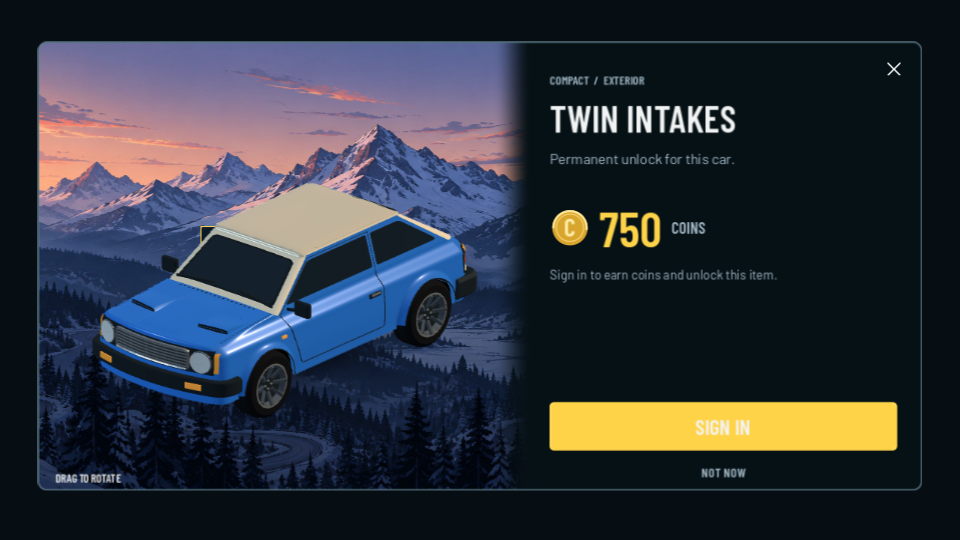 COMPACT / EXTERIOR
TWIN INTAKES
Permanent unlock for this car.
C 750 COINS
Sign in to earn coins and unlock this item.
SIGN IN
NOT NOW
DRAG TO ROTATE